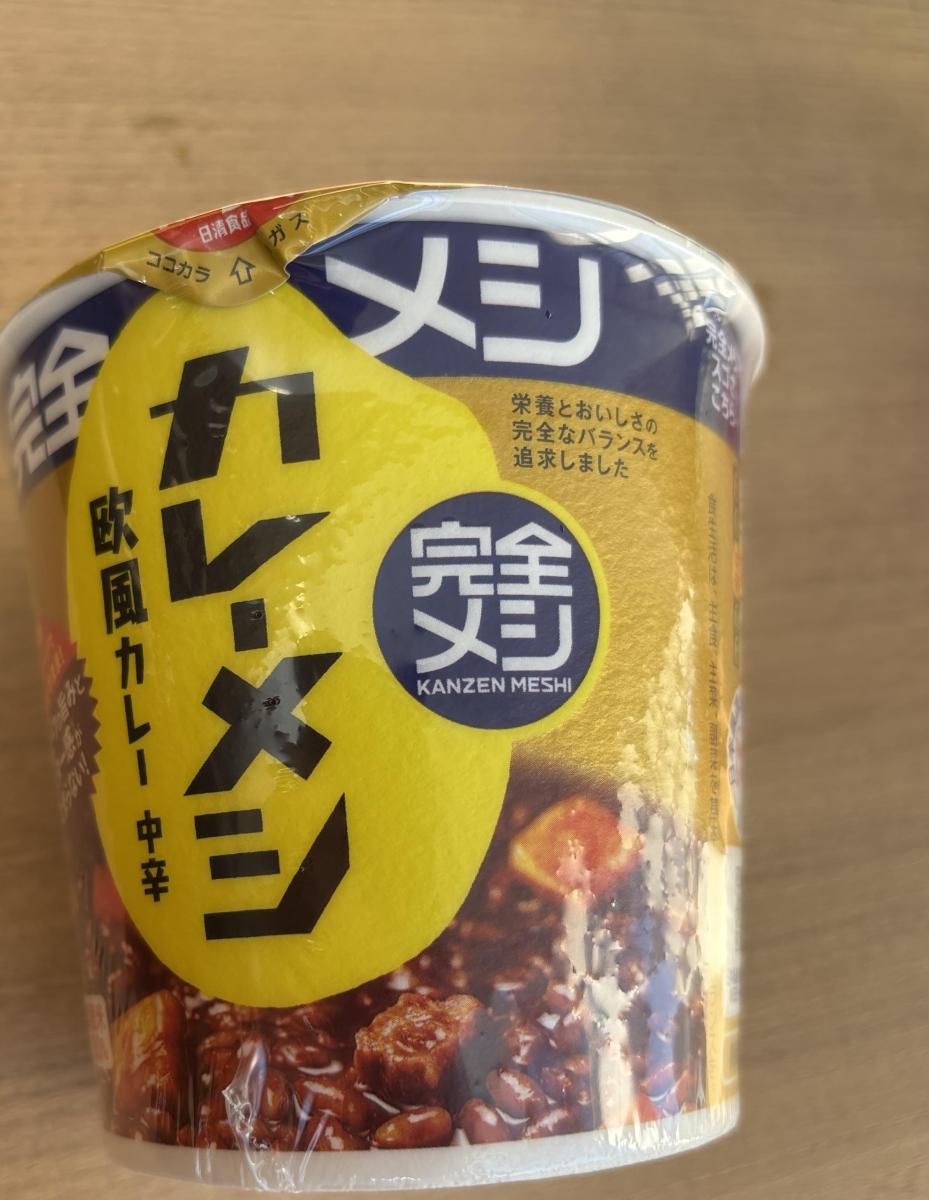 日清食品
ココカラ
ガス
完全
メシ
カレーメシ
欧風カレー 中辛
栄養とおいしさの
完全なバランスを
追求しました
完全
メシ
KANZEN MESHI